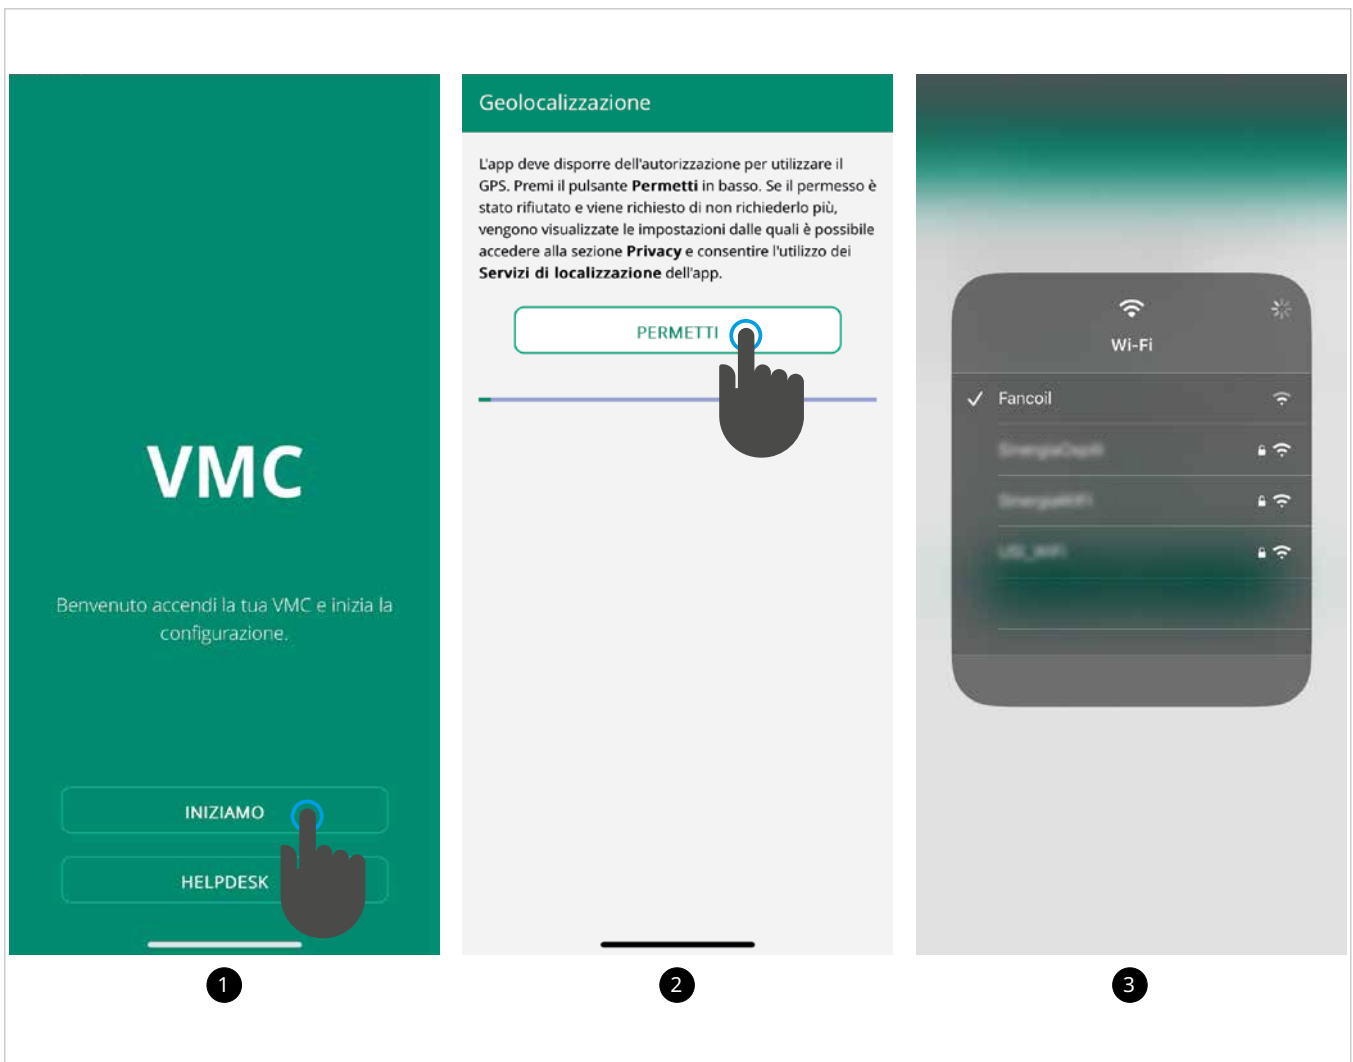 VMC
Benvenuto accendi la tua VMC e inizia la
configurazione.
INIZIAMO
HELPDESK
1
Geolocalizzazione
L'app deve disporre dell'autorizzazione per utilizzare il
GPS. Premi il pulsante Permetti in basso. Se il permesso è
stato rifiutato e viene richiesto di non richiederlo più,
vengono visualizzate le impostazioni dalle quali è possibile
accedere alla sezione Privacy e consentire l'utilizzo dei
Servizi di localizzazione dell'app.
PERMETTI
2
Wi-Fi
Fancoil
3